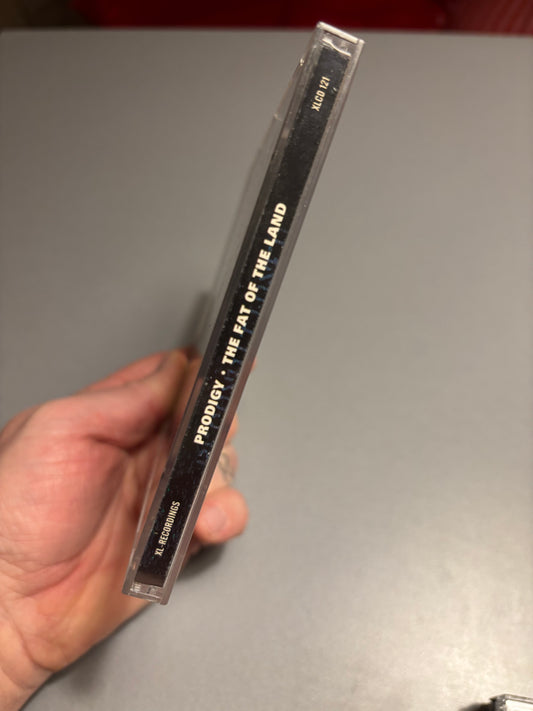 XL-RECORDINGS
PRODIGY · THE FAT OF THE LAND
XLCD 121